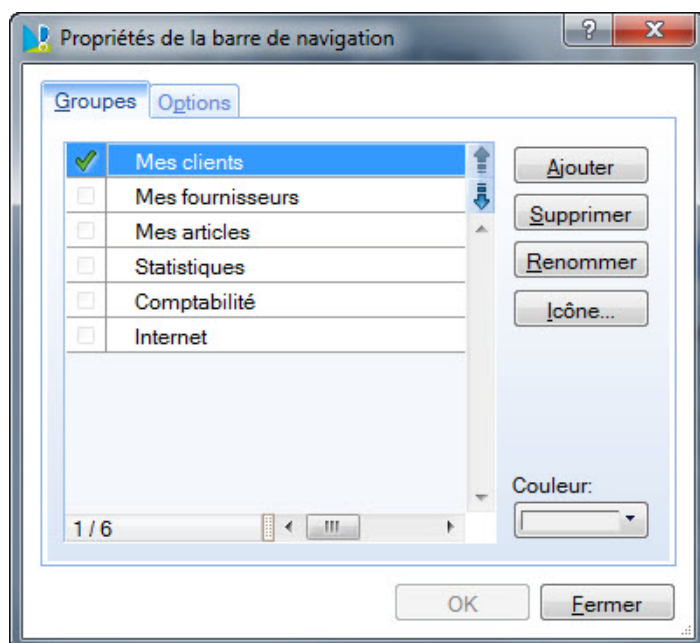 Propriétés de la barre de navigation
Groupes Options
Mes clients
Mes fournisseurs
Mes articles
Statistiques
Comptabilité
Internet
1 / 6
Ajouter
Supprimer
Renommer
Icône...
Couleur:
OK Fermer